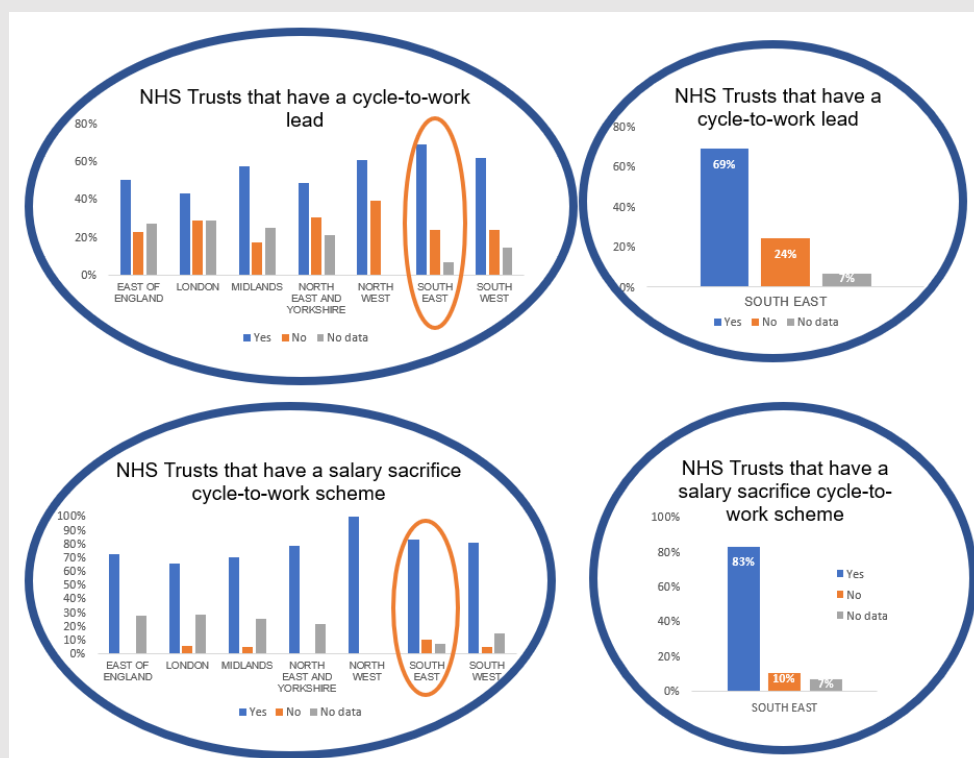 NHS Trusts that have a cycle-to-work
lead
80%
60%
40%
20%
0%
EAST OF
ENGLAND
LONDON
MIDLANDS
NORTH
EAST AND
YORKSHIRE
NORTH
WEST
SOUTH
EAST
SOUTH
WEST
Yes No No data
NHS Trusts that have a
cycle-to-work lead
80%
60%
40%
20%
0%
69%
24%
7%
SOUTH EAST
Yes No No data
NHS Trusts that have a salary sacrifice
cycle-to-work scheme
100%
90%
80%
70%
60%
50%
40%
30%
20%
10%
0%
EAST OF
ENGLAND
LONDON
MIDLANDS
NORTH
EAST AND
YORKSHIRE
NORTH
WEST
SOUTH
EAST
SOUTH
WEST
Yes No No data
NHS Trusts that have a
salary sacrifice cycle-to-
work scheme
100%
80%
60%
40%
20%
0%
83%
10%
7%
Yes
No
No data
SOUTH EAST